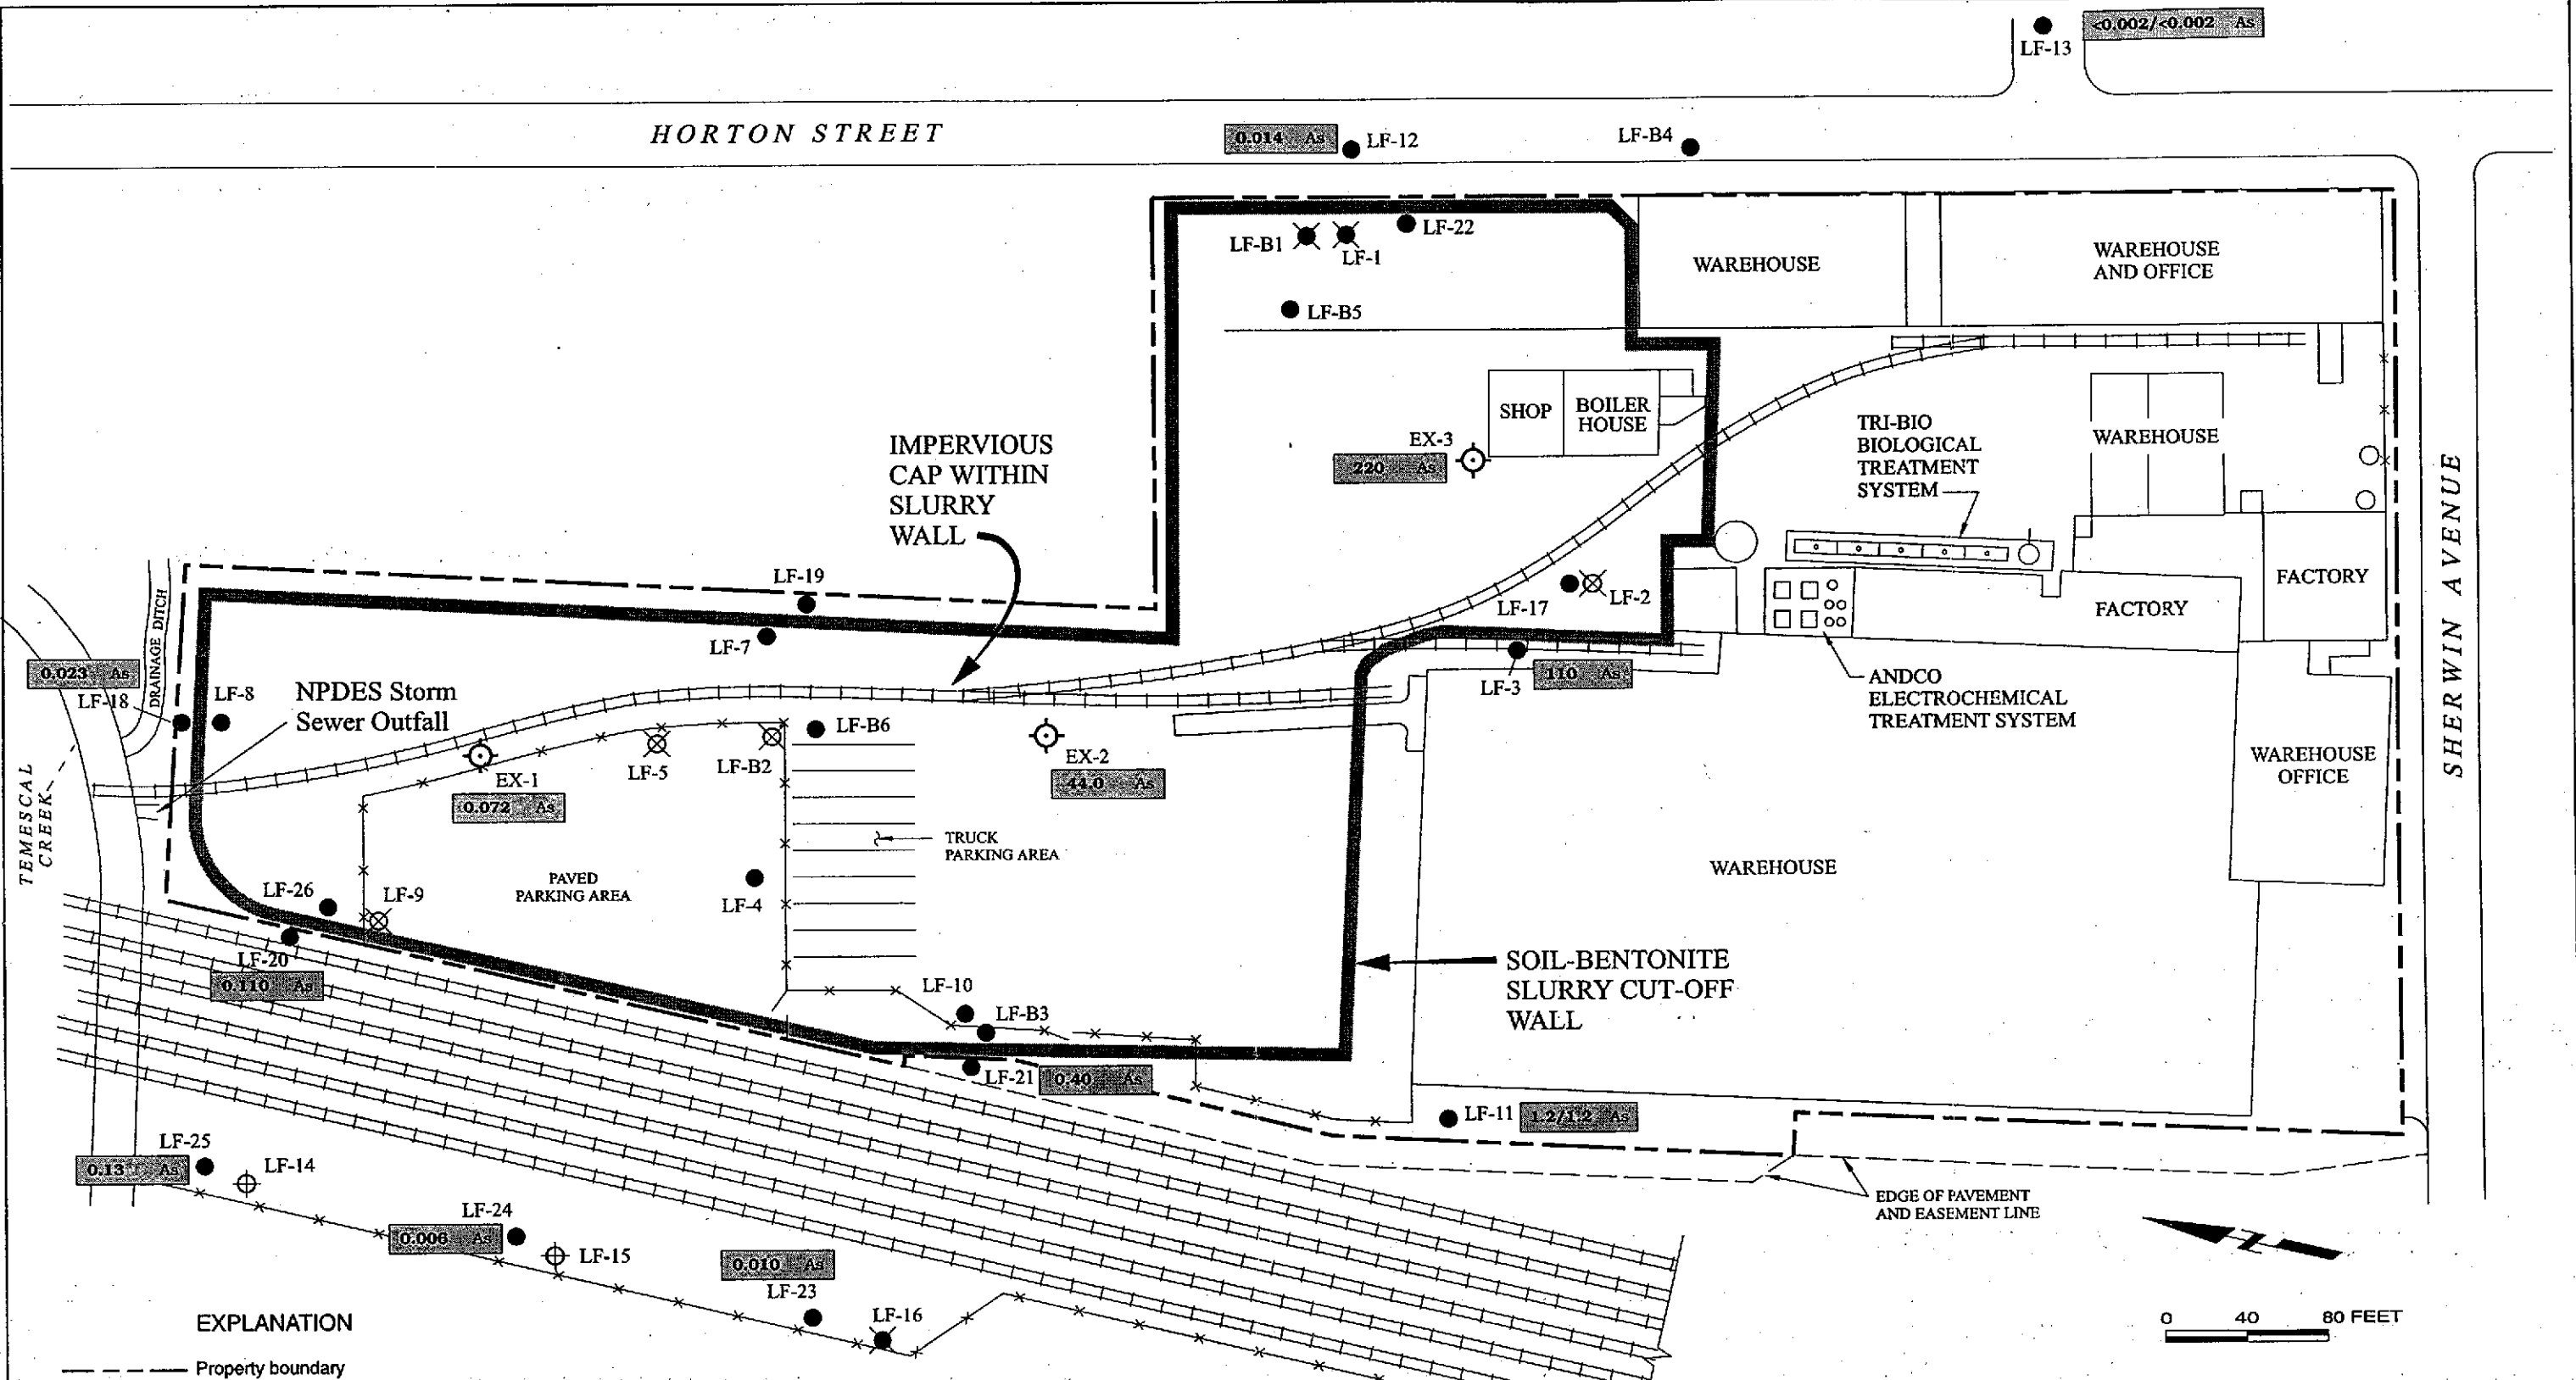 <0.002/<0.002 As
LF-13
HORTON STREET
0.014 As
LF-12
LF-B4
LF-B1
LF-1
LF-22
LF-B5
WAREHOUSE
WAREHOUSE
AND OFFICE
SHOP
BOILER
HOUSE
EX-3
220 As
IMPERVIOUS
CAP WITHIN
SLURRY
WALL
TRI-BIO
BIOLOGICAL
TREATMENT
SYSTEM
WAREHOUSE
SHERWIN AVENUE
FACTORY
FACTORY
LF-19
LF-7
LF-17
LF-2
LF-3
110 As
ANDCO
ELECTROCHEMICAL
TREATMENT SYSTEM
DRAINAGE DITCH
0.023 As
LF-18
LF-8
NPDES Storm
Sewer Outfall
TEMESCAL
CREEK
EX-1
0.072 As
LF-5
LF-B2
LF-B6
EX-2
44.0 As
WAREHOUSE
OFFICE
TRUCK
PARKING AREA
PAVED
PARKING AREA
WAREHOUSE
LF-26
LF-9
LF-4
LF-20
0.110 As
LF-10
LF-B3
SOIL-BENTONITE
SLURRY CUT-OFF
WALL
LF-21
0.40 As
LF-11
1.2/1.2 As
LF-25
0.13 As
LF-14
LF-24
0.006 As
LF-15
0.010 As
LF-23
LF-16
EDGE OF PAVEMENT
AND EASEMENT LINE
0 40 80 FEET
EXPLANATION
Property boundary